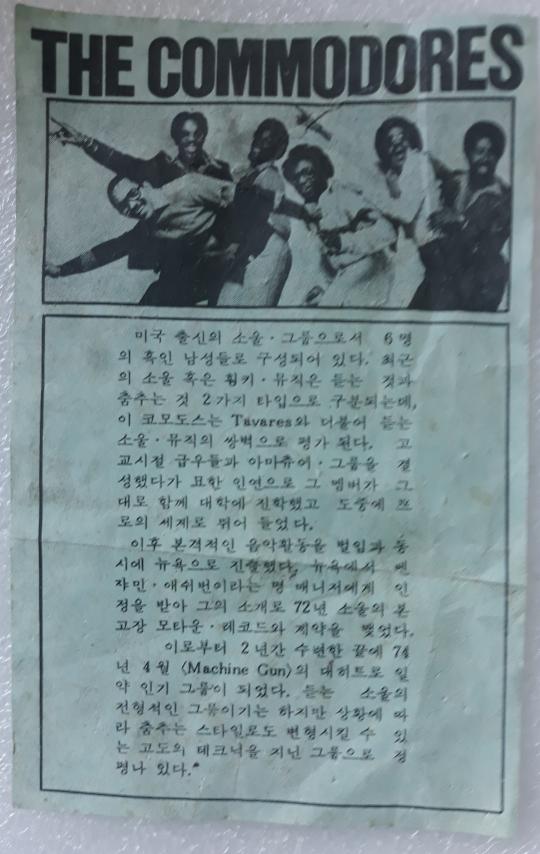 THE COMMODORES
미국 출신의 소울·그룹으로서 6명
의 흑인 남성들로 구성되어 있다. 최근
의 소울 혹은 훵키·뮤직은 듣는 것과
춤추는 것 2가지 타입으로 구분되는데,
이 코모도스는 Tavares와 더불어 듣는
소울·뮤직의 쌍벽으로 평가 된다. 고
교시절 급우들과 아마츄어·그룹을 결
성했다가 묘한 인연으로 그 멤버가 그
대로 함께 대학에 진학했고 도중에 프
로의 세계로 뛰어 들었다.
이후 본격적인 음악활동을 벌임과 동
시에 뉴욕으로 진출했다. 뉴욕에서 벤
쟈민·애쉬번이라는 명 매니저에게 인
정을 받아 그의 소개로 72년 소울의 본
고장 모타운·레코드와 계약을 맺었다.
이로부터 2년간 수련한 끝에 74
년 4월 〈Machine Gun〉의 대히트로 일
약 인기 그룹이 되었다. 듣는 소울의
전형적인 그룹이기는 하지만 상황에 따
라 춤추는 스타일로도 변형시킬 수 있
는 고도의 테크닉을 지닌 그룹으로 정
평나 있다.*